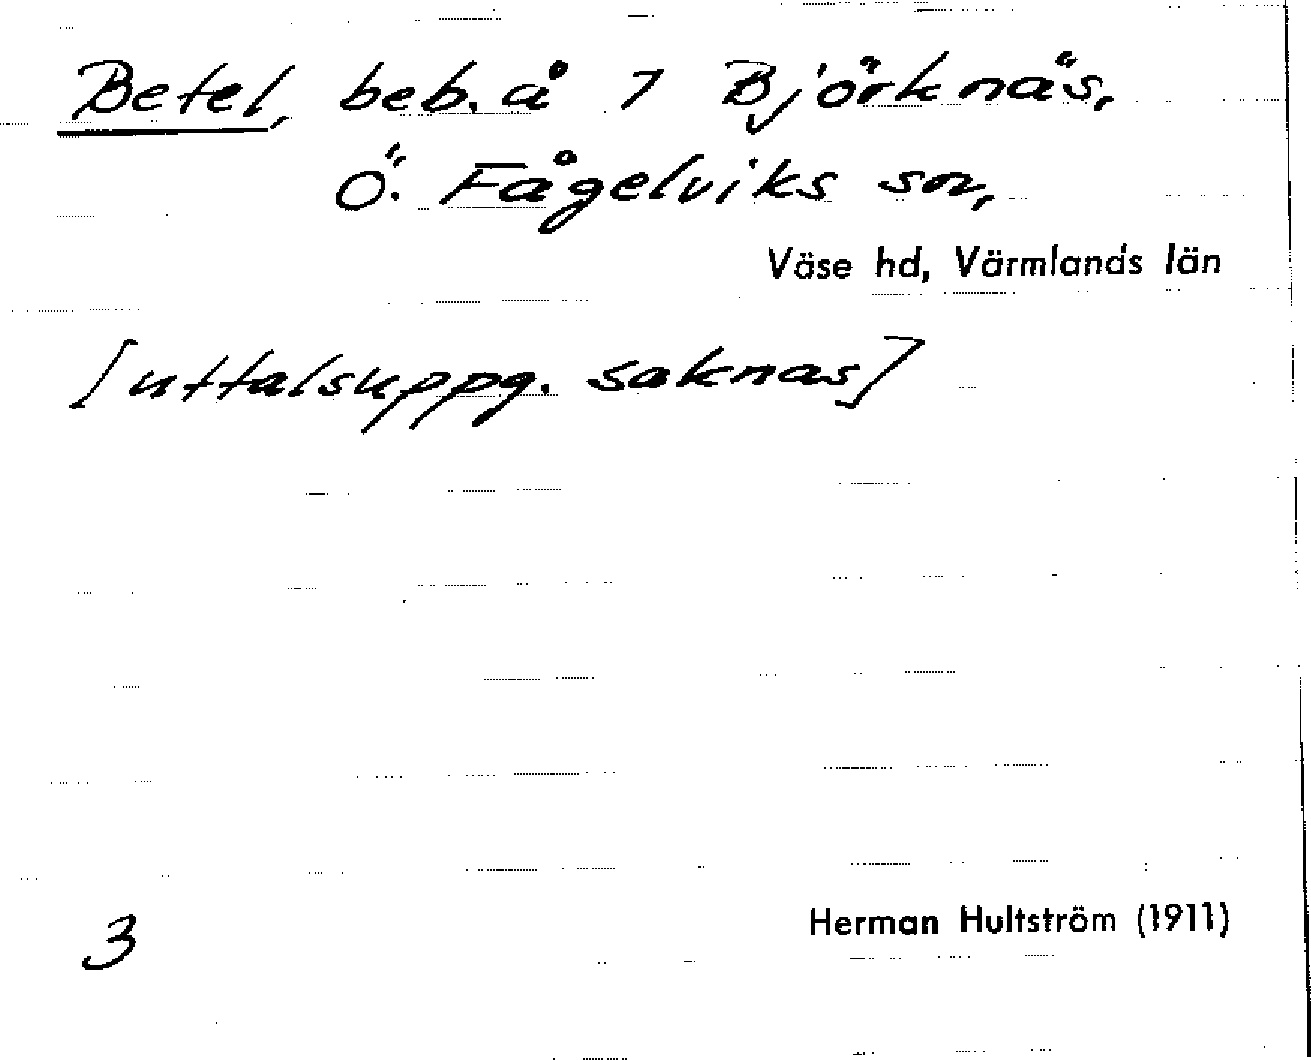 Betel, beb. å 7 Björknäs,
Ö. Fågelviks sn,
Väse hd, Värmlands län
[uttalsuppg. saknas]
3
Herman Hultström (1911)